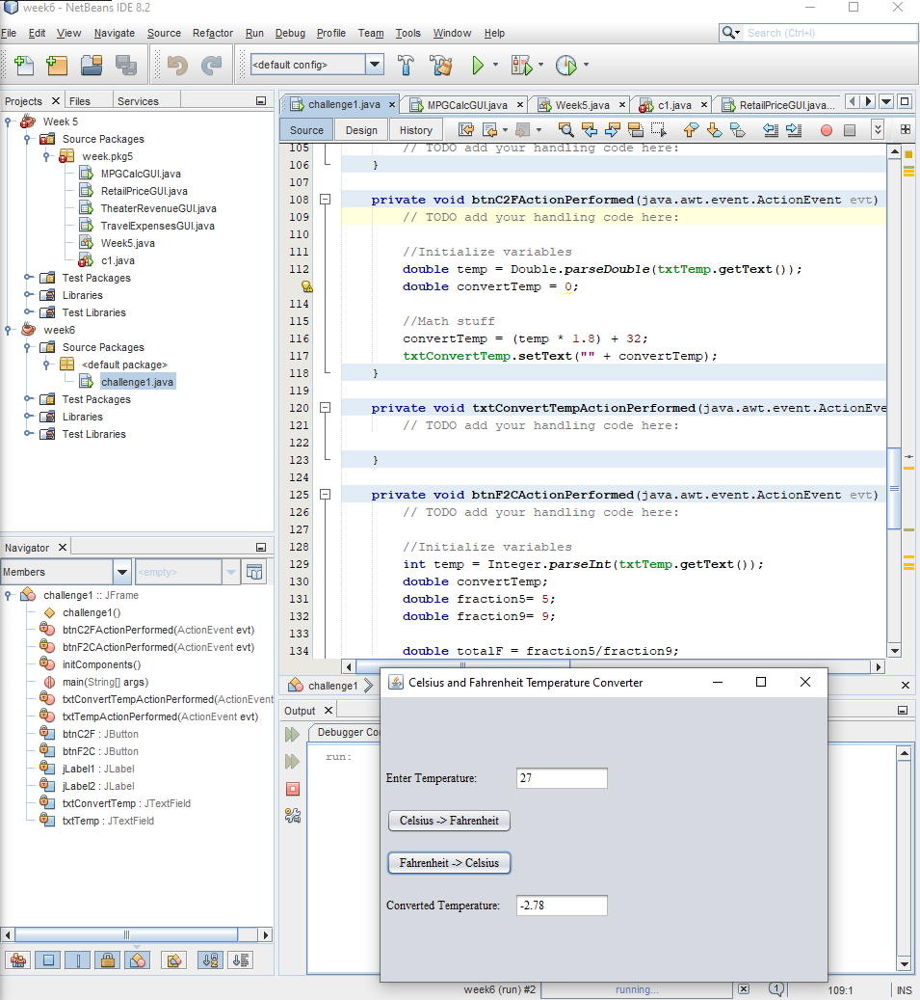 week6 - NetBeans IDE 8.2
File Edit View Navigate Source Refactor Run Debug Profile Team Tools Window Help
Search (Ctrl+I)
<default config>
Projects Files Services
Week 5
Source Packages
week.pkg5
MPGCalcGUI.java
RetailPriceGUI.java
TheaterRevenueGUI.java
TravelExpensesGUI.java
Week5.java
c1.java
Test Packages
Libraries
Test Libraries
week6
Source Packages
<default package>
challenge1.java
Test Packages
Libraries
Test Libraries
challenge1.java MPGCalcGUI.java Week5.java c1.java RetailPriceGUI.java...
Source Design History
105 // TODO add your handling code here:
106 }
107
108 private void btnC2FActionPerformed(java.awt.event.ActionEvent evt)
109 // TODO add your handling code here:
110
111 //Initialize variables
112 double temp = Double.parseDouble(txtTemp.getText());
double convertTemp = 0;
114
115 //Math stuff
116 convertTemp = (temp * 1.8) + 32;
117 txtConvertTemp.setText("" + convertTemp);
118 }
119
120 private void txtConvertTempActionPerformed(java.awt.event.ActionEve
121 // TODO add your handling code here:
122
123 }
124
125 private void btnF2CActionPerformed(java.awt.event.ActionEvent evt)
126 // TODO add your handling code here:
127
128 //Initialize variables
129 int temp = Integer.parseInt(txtTemp.getText());
130 double convertTemp;
131 double fraction5= 5;
132 double fraction9= 9;
133
134 double totalF = fraction5/fraction9;
challenge1
Navigator
Members <empty>
challenge1 :: JFrame
challenge1()
btnC2FActionPerformed(ActionEvent evt)
btnF2CActionPerformed(ActionEvent evt)
initComponents()
main(String[] args)
txtConvertTempActionPerformed(ActionEvent
txtTempActionPerformed(ActionEvent evt)
btnC2F : JButton
btnF2C : JButton
jLabel1 : JLabel
jLabel2 : JLabel
txtConvertTemp : JTextField
txtTemp : JTextField
Output
Debugger Co
run:
Celsius and Fahrenheit Temperature Converter
Enter Temperature: 27
Celsius -> Fahrenheit
Fahrenheit -> Celsius
Converted Temperature: -2.78
week6 (run) #2 running... 1 109:1 INS